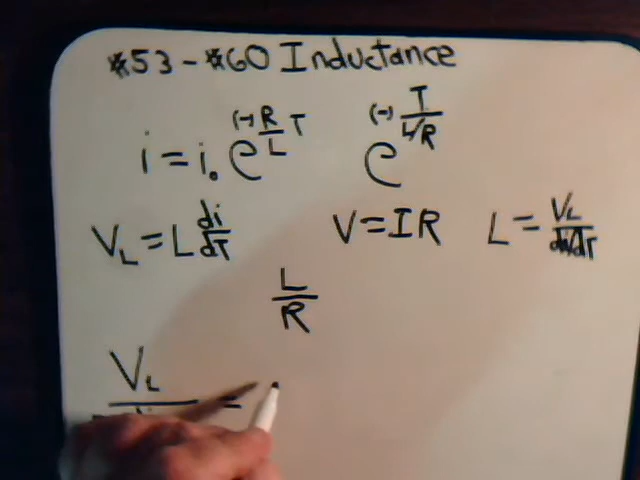 *53 - *60 Inductance
i = i₀ e^((-) R/L T)   e^((-) T/(L/R))
V_L = L di/dT   V = IR   L = V_L/(di/dT)
L/R
V_L